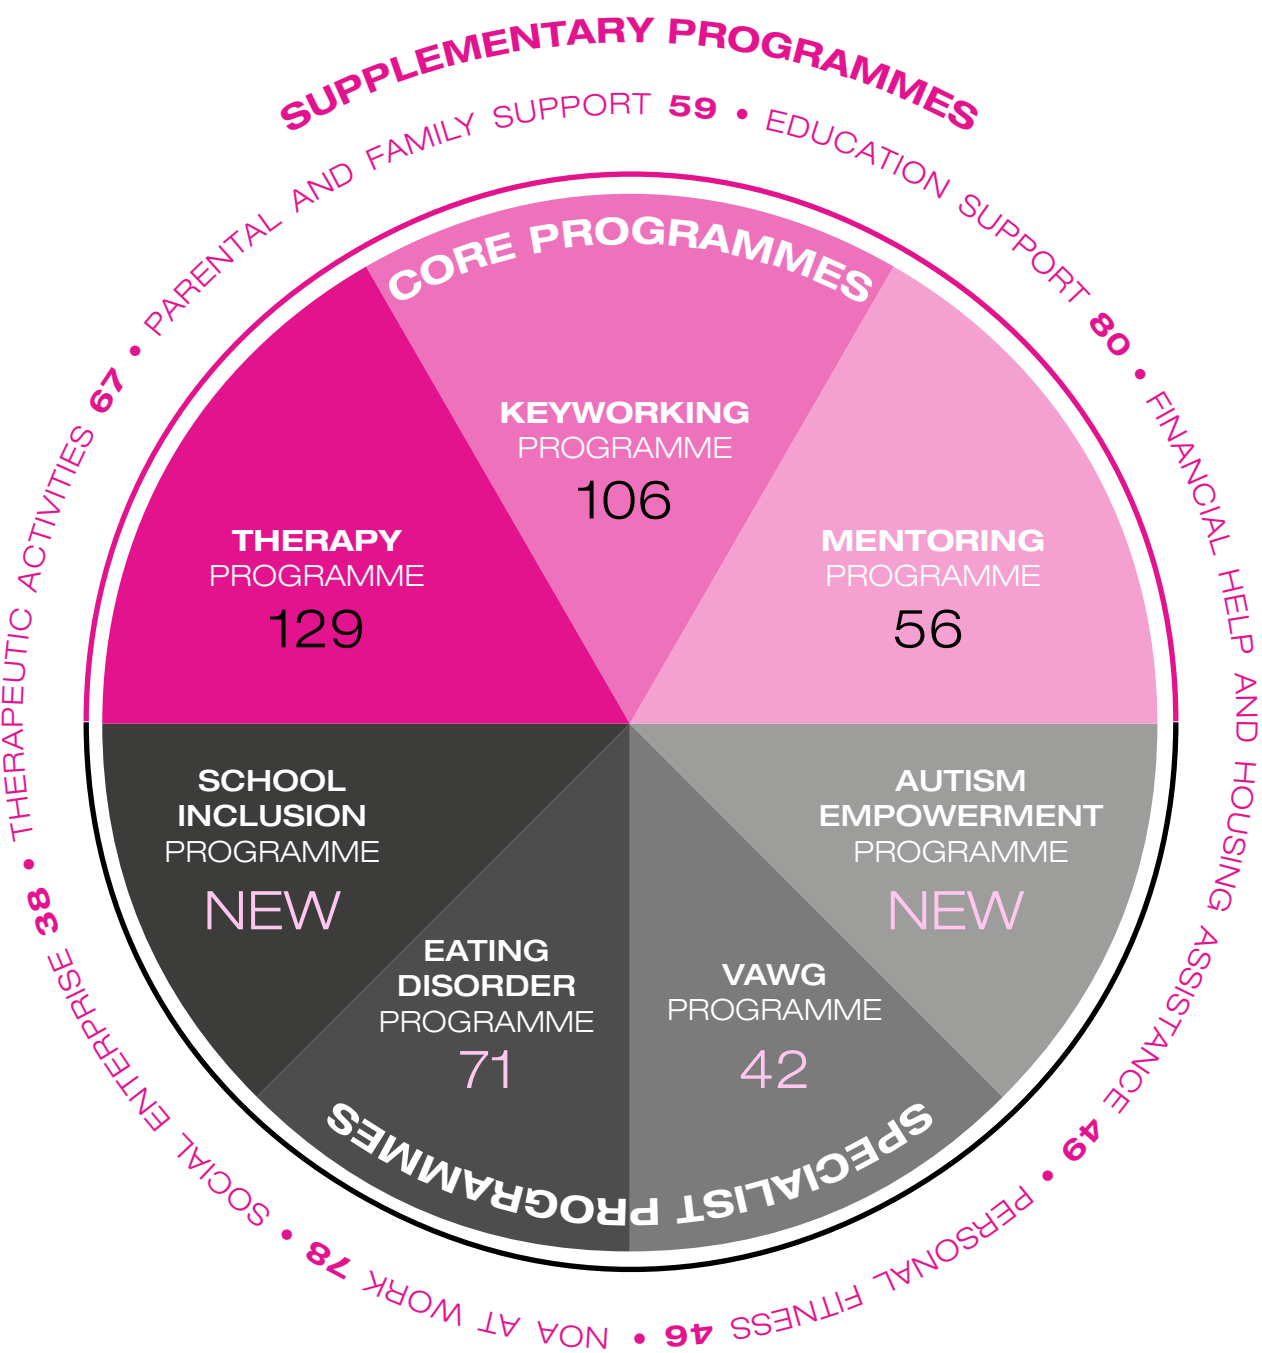 SUPPLEMENTARY PROGRAMMES
PARENTAL AND FAMILY SUPPORT 59 • EDUCATION SUPPORT 80 • FINANCIAL HELP AND HOUSING ASSISTANCE 49 • PERSONAL FITNESS 46 • NOA AT WORK 78 • SOCIAL ENTERPRISE 38 • THERAPEUTIC ACTIVITIES 67 •
CORE PROGRAMMES
KEYWORKING
PROGRAMME
106
THERAPY
PROGRAMME
129
MENTORING
PROGRAMME
56
SCHOOL
INCLUSION
PROGRAMME
NEW
AUTISM
EMPOWERMENT
PROGRAMME
NEW
EATING
DISORDER
PROGRAMME
71
VAWG
PROGRAMME
42
SPECIALIST PROGRAMMES